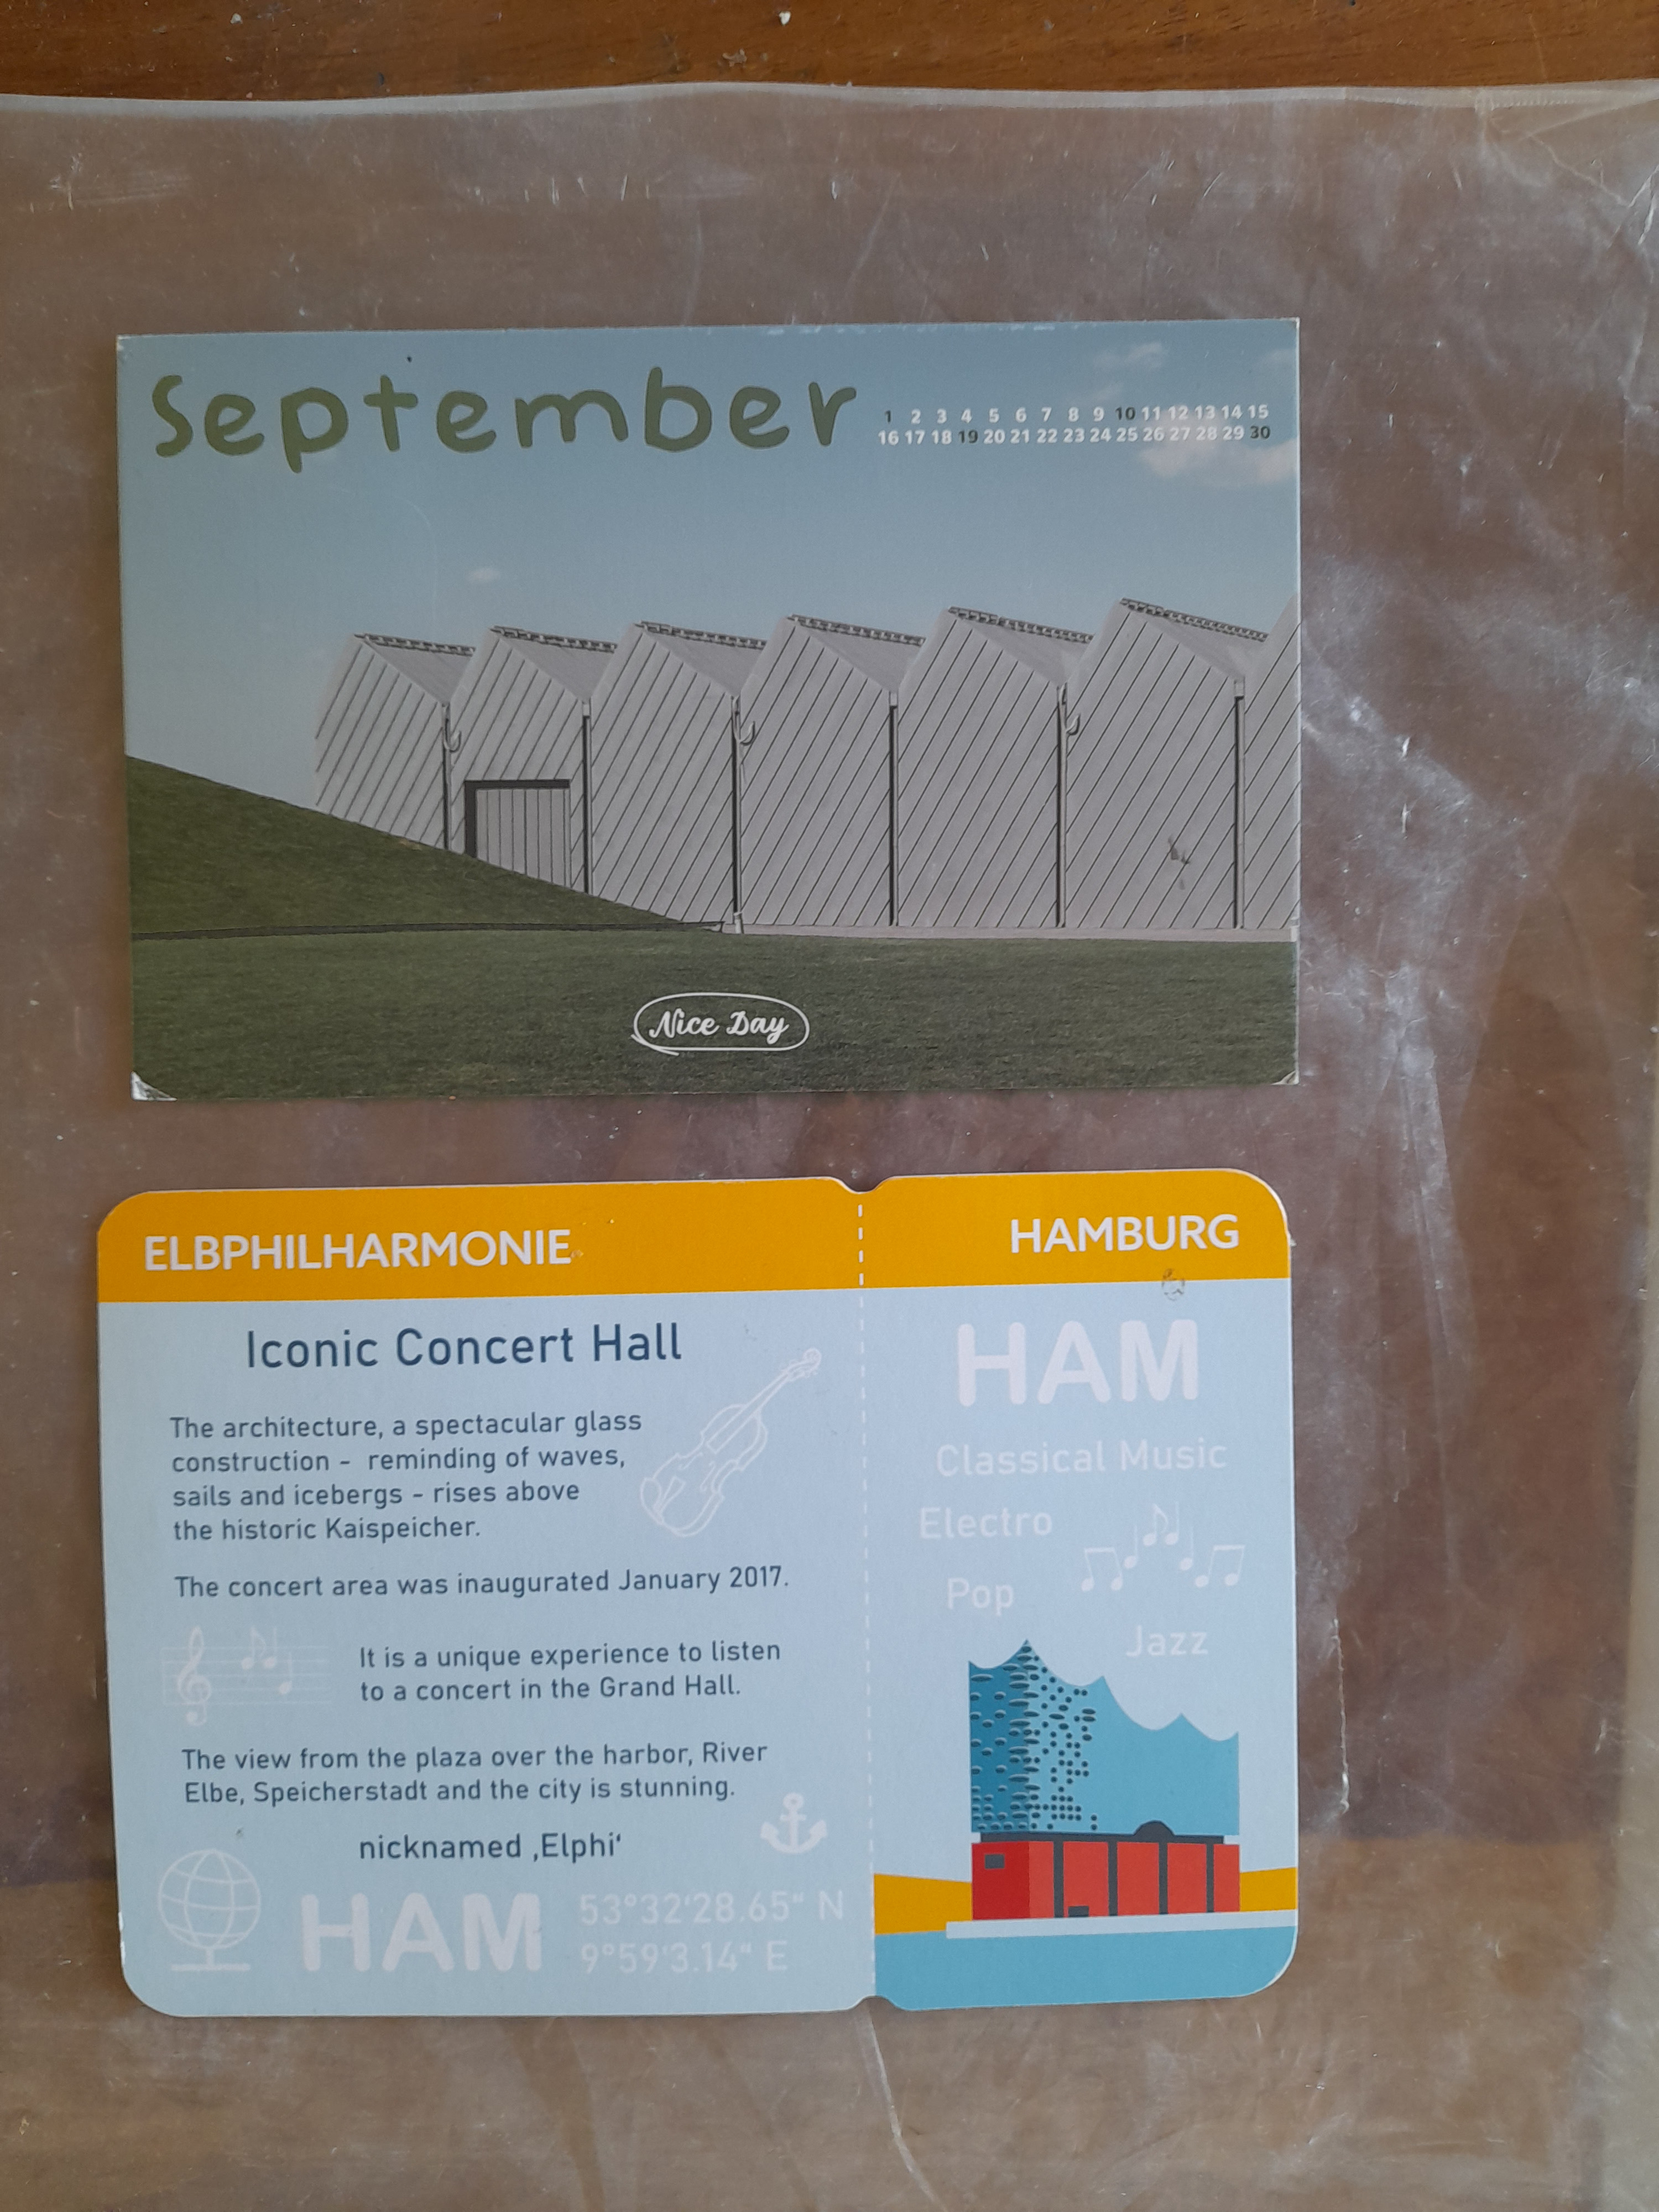 September
1 2 3 4 5 6 7 8 9 10 11 12 13 14 15
16 17 18 19 20 21 22 23 24 25 26 27 28 29 30
Nice Day
ELBPHILHARMONIE
HAMBURG
Iconic Concert Hall
The architecture, a spectacular glass
construction - reminding of waves,
sails and icebergs - rises above
the historic Kaispeicher.
The concert area was inaugurated January 2017.
It is a unique experience to listen
to a concert in the Grand Hall.
The view from the plaza over the harbor, River
Elbe, Speicherstadt and the city is stunning.
nicknamed ‚Elphi‘
HAM
53°32'28.65" N
9°59'3.14" E
HAM
Classical Music
Electro
Pop
Jazz